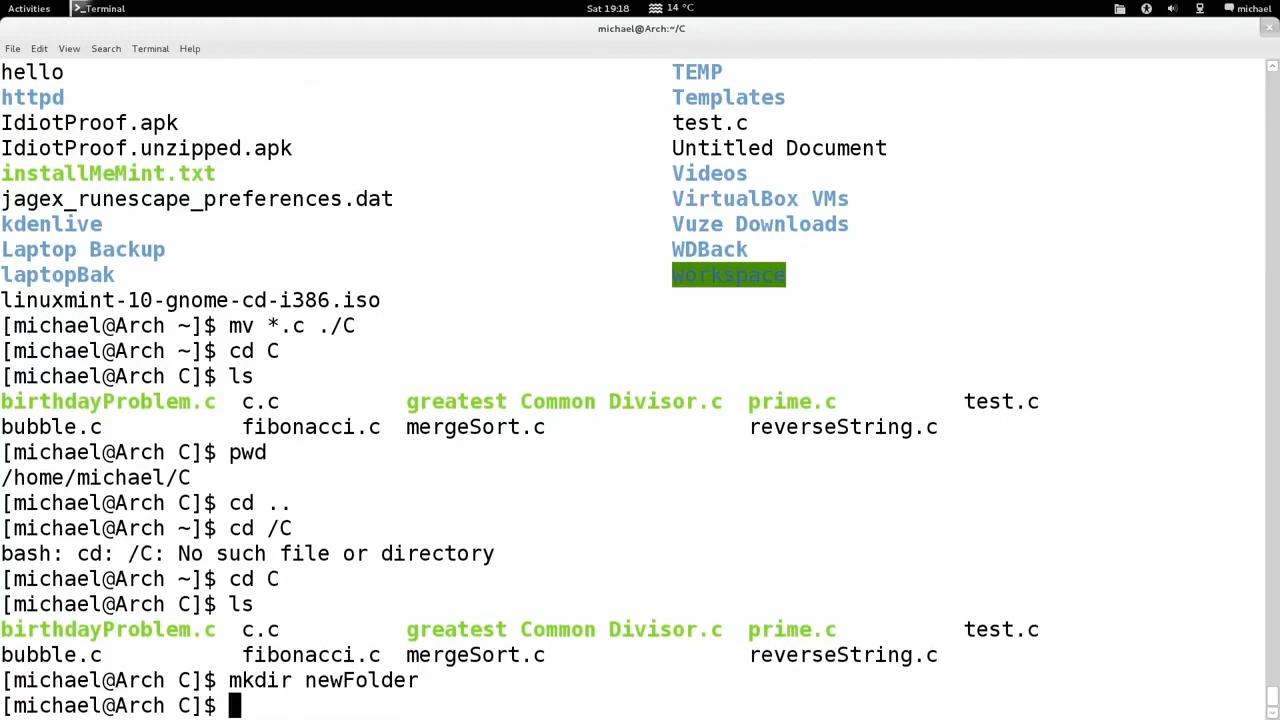 Activities Terminal Sat 19:18 14 °C michael
michael@Arch:~/C
File Edit View Search Terminal Help
hello TEMP
httpd Templates
IdiotProof.apk test.c
IdiotProof.unzipped.apk Untitled Document
installMeMint.txt Videos
jagex_runescape_preferences.dat VirtualBox VMs
kdenlive Vuze Downloads
Laptop Backup WDBack
laptopBak workspace
linuxmint-10-gnome-cd-i386.iso
[michael@Arch ~]$ mv *.c ./C
[michael@Arch ~]$ cd C
[michael@Arch C]$ ls
birthdayProblem.c c.c greatest Common Divisor.c prime.c test.c
bubble.c fibonacci.c mergeSort.c reverseString.c
[michael@Arch C]$ pwd
/home/michael/C
[michael@Arch C]$ cd ..
[michael@Arch ~]$ cd /C
bash: cd: /C: No such file or directory
[michael@Arch ~]$ cd C
[michael@Arch C]$ ls
birthdayProblem.c c.c greatest Common Divisor.c prime.c test.c
bubble.c fibonacci.c mergeSort.c reverseString.c
[michael@Arch C]$ mkdir newFolder
[michael@Arch C]$